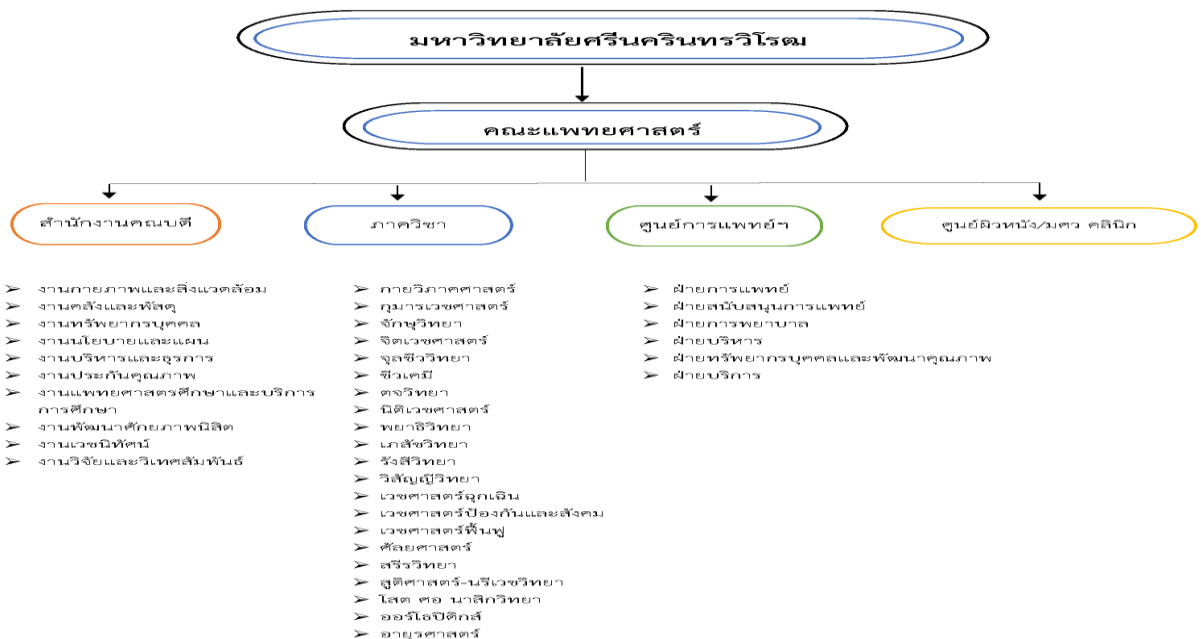 มหาวิทยาลัยศรีนครินทรวิโรฒ
คณะแพทยศาสตร์
สำนักงานคณบดี
ภาควิชา
ศูนย์การแพทย์ฯ
ศูนย์ผิวหนัง/มศว คลินิก
➢ งานกายภาพและสิ่งแวดล้อม
➢ งานคลังและพัสดุ
➢ งานทรัพยากรบุคคล
➢ งานนโยบายและแผน
➢ งานบริหารและธุรการ
➢ งานประกันคุณภาพ
➢ งานแพทยศาสตรศึกษาและบริการ
การศึกษา
➢ งานพัฒนาศักยภาพนิสิต
➢ งานเวชนิทัศน์
➢ งานวิจัยและวิเทศสัมพันธ์
➢ กายวิภาคศาสตร์
➢ กุมารเวชศาสตร์
➢ จักษุวิทยา
➢ จิตเวชศาสตร์
➢ จุลชีววิทยา
➢ ชีวเคมี
➢ ตจวิทยา
➢ นิติเวชศาสตร์
➢ พยาธิวิทยา
➢ เภสัชวิทยา
➢ รังสีวิทยา
➢ วิสัญญีวิทยา
➢ เวชศาสตร์ฉุกเฉิน
➢ เวชศาสตร์ป้องกันและสังคม
➢ เวชศาสตร์ฟื้นฟู
➢ ศัลยศาสตร์
➢ สรีรวิทยา
➢ สูติศาสตร์-นรีเวชวิทยา
➢ โสต ศอ นาสิกวิทยา
➢ ออร์โธปิดิกส์
➢ อายุรศาสตร์
➢ ฝ่ายการแพทย์
➢ ฝ่ายสนับสนุนการแพทย์
➢ ฝ่ายการพยาบาล
➢ ฝ่ายบริหาร
➢ ฝ่ายทรัพยากรบุคคลและพัฒนาคุณภาพ
➢ ฝ่ายบริการ